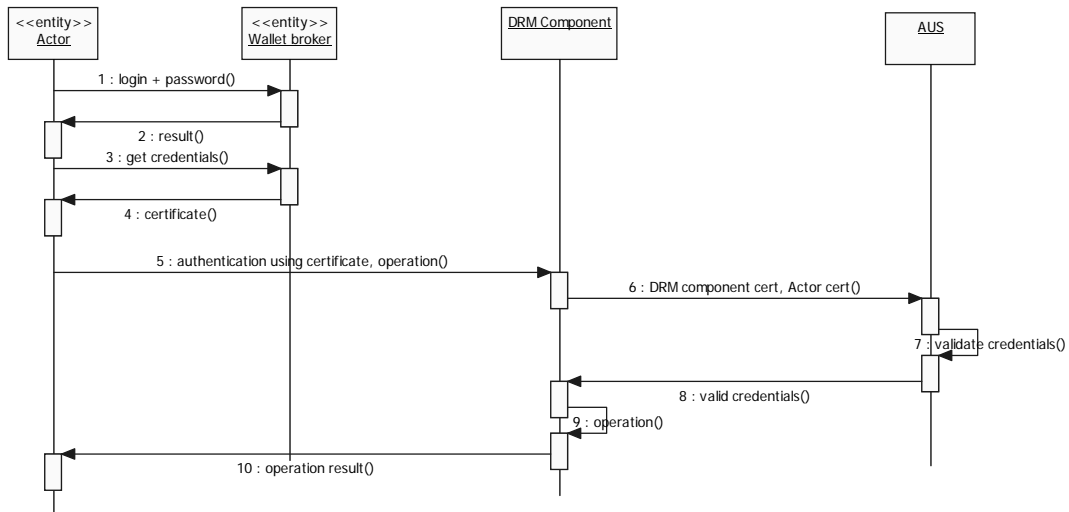 <<entity>>
Actor
<<entity>>
Wallet broker
DRM Component
AUS
1 : login + password()
2 : result()
3 : get credentials()
4 : certificate()
5 : authentication using certificate, operation()
6 : DRM component cert, Actor cert()
7 : validate credentials()
8 : valid credentials()
9 : operation()
10 : operation result()